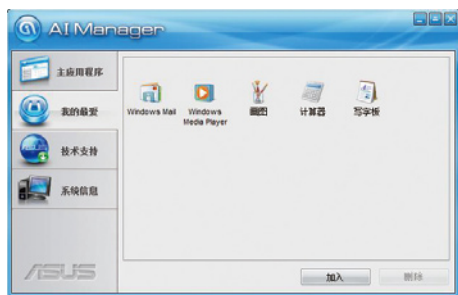 AI Manager
主应用程序
我的最爱
技术支持
系统信息
Windows Mail
Windows Media Player
画图
计算器
写字板
加入
删除
ASUS